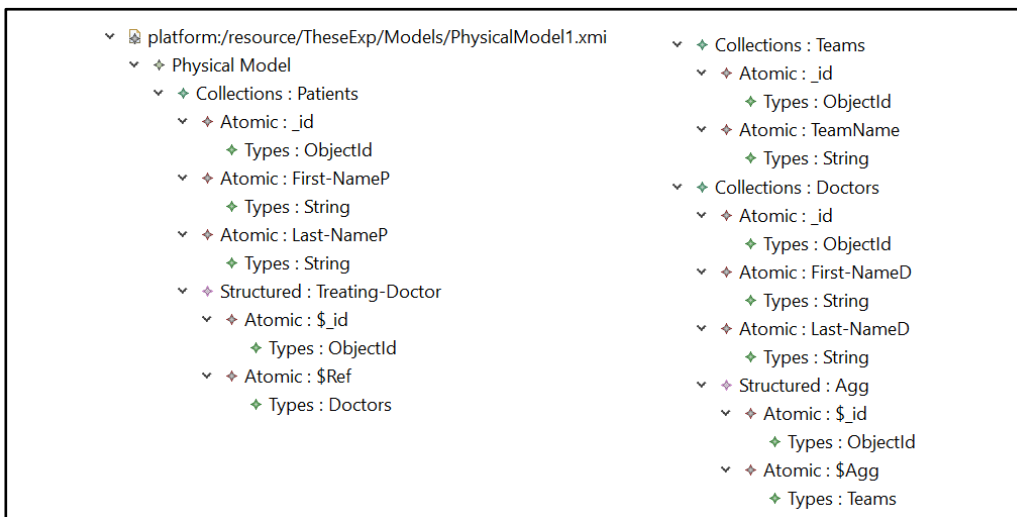 platform:/resource/TheseExp/Models/PhysicalModel1.xmi
Physical Model
Collections : Patients
Atomic : _id
Types : ObjectId
Atomic : First-NameP
Types : String
Atomic : Last-NameP
Types : String
Structured : Treating-Doctor
Atomic : $_id
Types : ObjectId
Atomic : $Ref
Types : Doctors
Collections : Teams
Atomic : _id
Types : ObjectId
Atomic : TeamName
Types : String
Collections : Doctors
Atomic : _id
Types : ObjectId
Atomic : First-NameD
Types : String
Atomic : Last-NameD
Types : String
Structured : Agg
Atomic : $_id
Types : ObjectId
Atomic : $Agg
Types : Teams